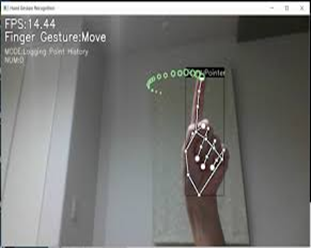 Hand Gesture Recognition
FPS:14.44
Finger Gesture:Move
MODE:Logging Point History
NUM:0
Pointer